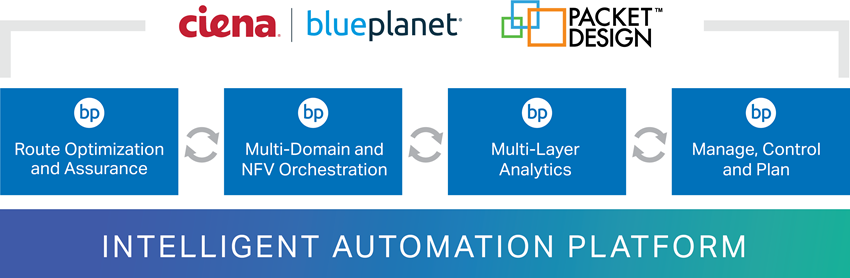 ciena® | blueplanet®
PACKET™
DESIGN
bp
Route Optimization
and Assurance
bp
Multi-Domain and
NFV Orchestration
bp
Multi-Layer
Analytics
bp
Manage, Control
and Plan
INTELLIGENT AUTOMATION PLATFORM